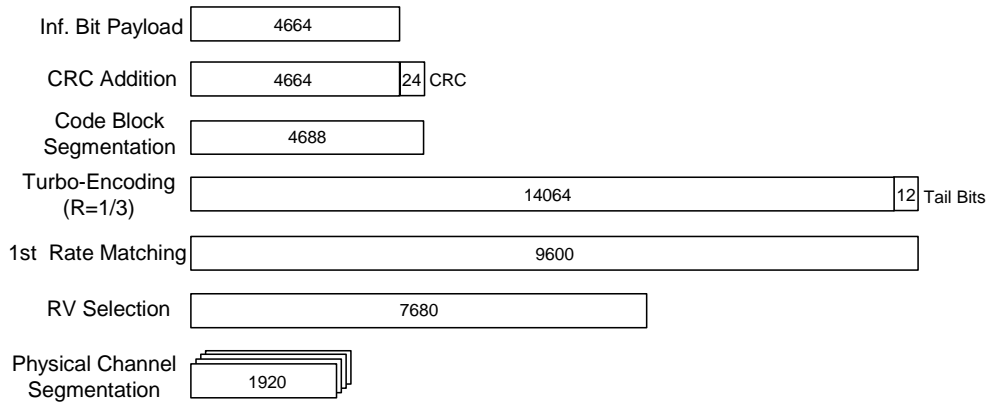 Inf. Bit Payload
4664
CRC Addition
4664
24
CRC
Code Block
Segmentation
4688
Turbo-Encoding
(R=1/3)
14064
12
Tail Bits
1st Rate Matching
9600
RV Selection
7680
Physical Channel
Segmentation
1920